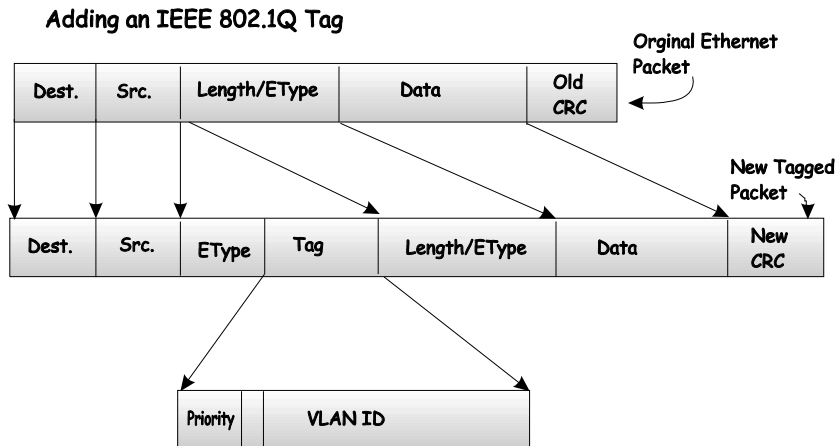 Adding an IEEE 802.1Q Tag
Orginal Ethernet
Packet
Dest. Src. Length/EType Data Old
CRC
New Tagged
Packet
Dest. Src. EType Tag Length/EType Data New
CRC
Priority VLAN ID